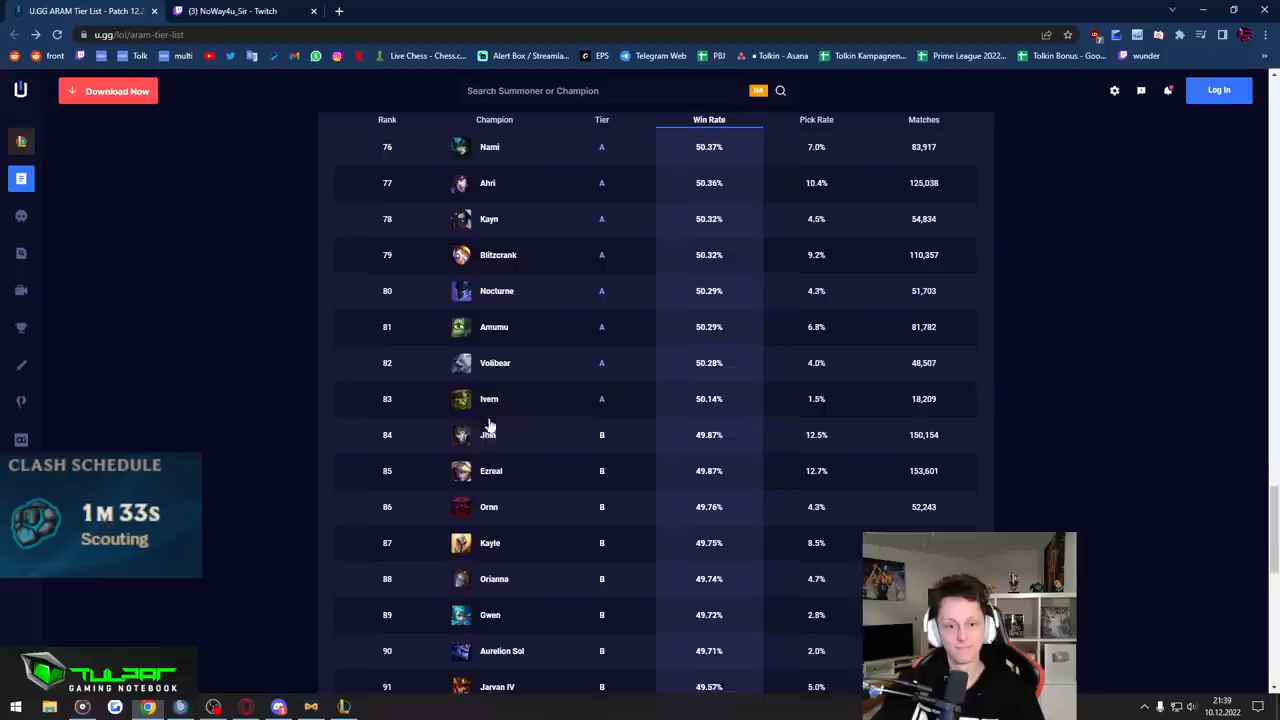 U.GG ARAM Tier List - Patch 12.2
(3) NoWay4u_Sir - Twitch
u.gg/lol/aram-tier-list
front
Tolk
multi
Live Chess - Chess.c...
Alert Box / Streamla...
EPS
Telegram Web
PBJ
Tolkin - Asana
Tolkin Kampagnen...
Prime League 2022...
Tolkin Bonus - Goo...
wunder
Download Now
Search Summoner or Champion
Log In
Rank Champion Tier Win Rate Pick Rate Matches
76 Nami A 50.37% 7.0% 83,917
77 Ahri A 50.36% 10.4% 125,038
78 Kayn A 50.32% 4.5% 54,834
79 Blitzcrank A 50.32% 9.2% 110,357
80 Nocturne A 50.29% 4.3% 51,703
81 Amumu A 50.29% 6.8% 81,782
82 Volibear A 50.28% 4.0% 48,507
83 Ivern A 50.14% 1.5% 18,209
84 Jhin B 49.87% 12.5% 150,154
85 Ezreal B 49.87% 12.7% 153,601
86 Ornn B 49.76% 4.3% 52,243
87 Kayle B 49.75% 8.5%
88 Orianna B 49.74% 4.7%
89 Gwen B 49.72% 2.8%
90 Aurelion Sol B 49.71% 2.0%
91 Jarvan IV B 49.57% 5.0%
CLASH SCHEDULE
1M 33S
Scouting
TULPAR
GAMING NOTEBOOK
21:39
10.12.2022